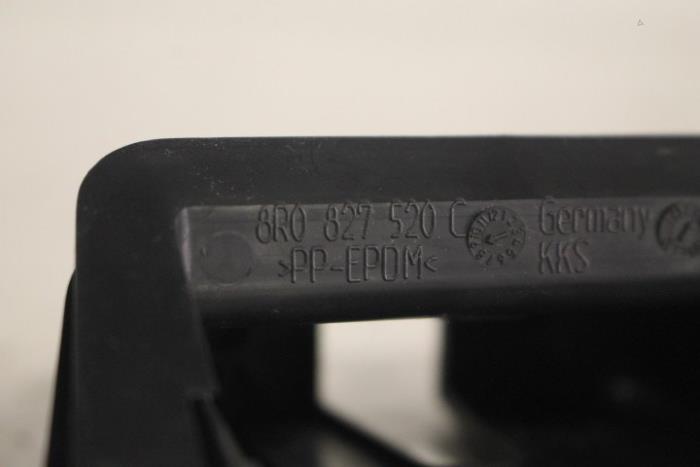 8R0 827 520 C Germany
>PP-EPDM< KKS